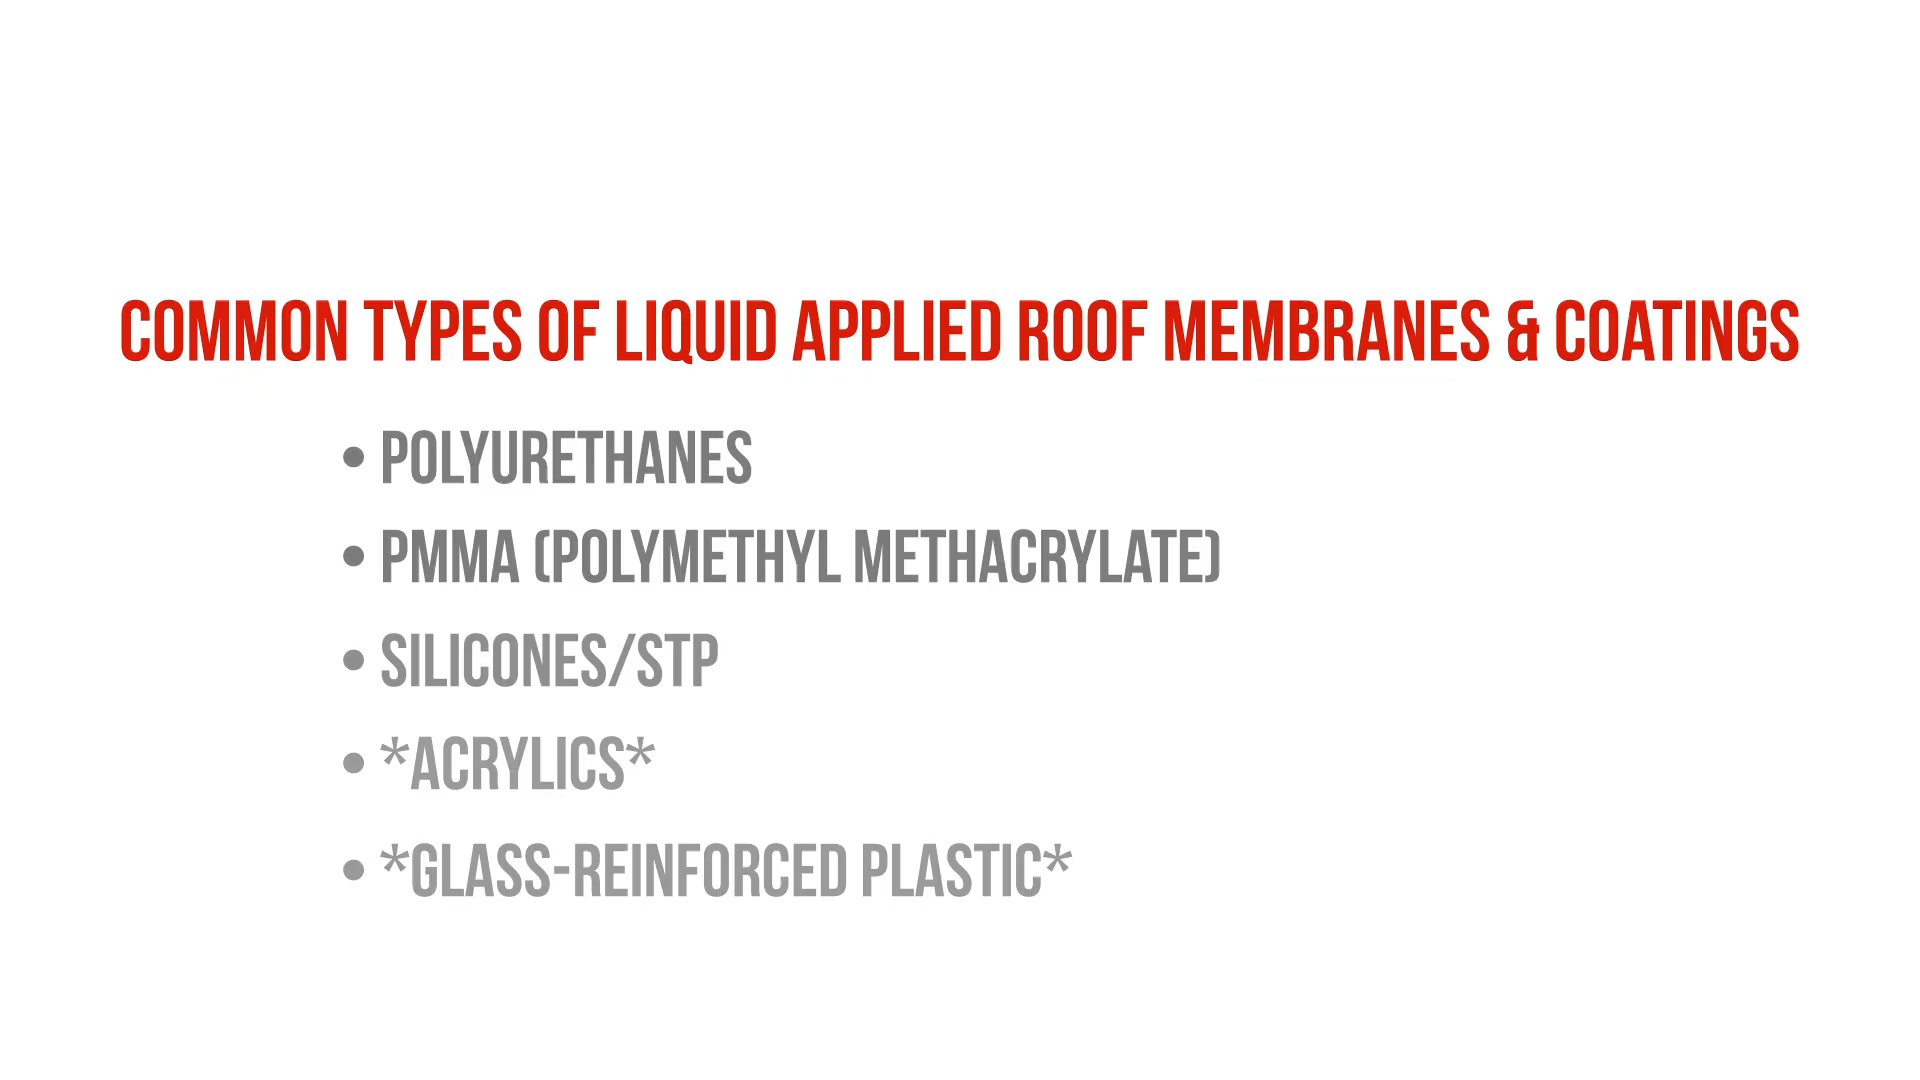 COMMON TYPES OF LIQUID APPLIED ROOF MEMBRANES & COATINGS
• POLYURETHANES
• PMMA (POLYMETHYL METHACRYLATE)
• SILICONES/STP
• *ACRYLICS*
• *GLASS-REINFORCED PLASTIC*